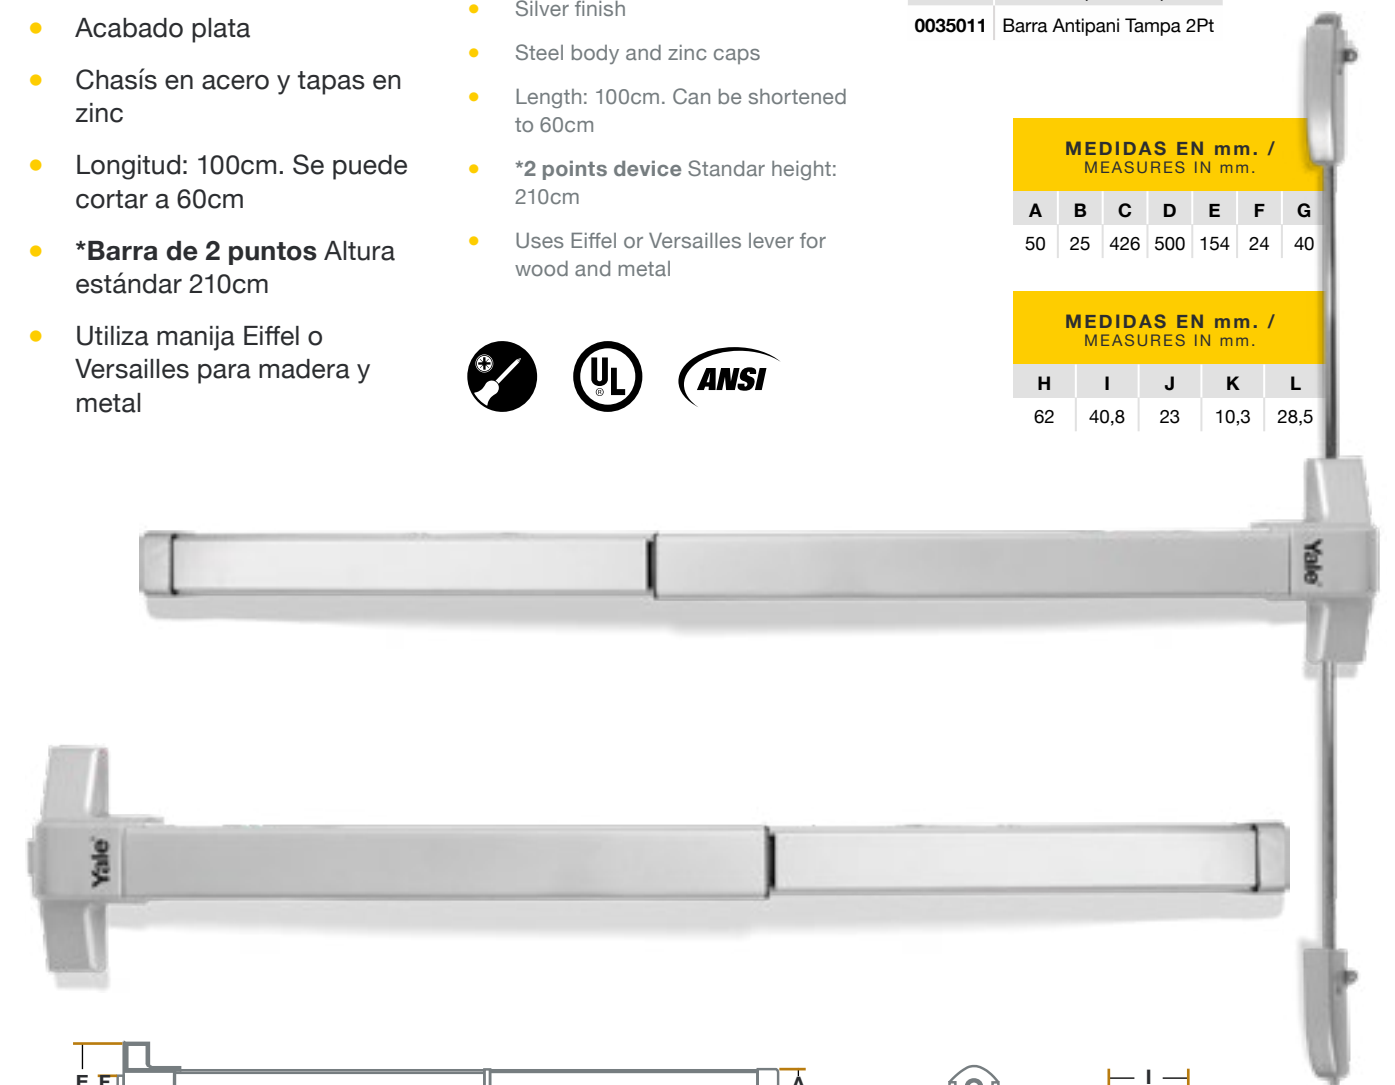 Acabado plata
Chasís en acero y tapas en
zinc
Longitud: 100cm. Se puede
cortar a 60cm
*Barra de 2 puntos Altura
estándar 210cm
Utiliza manija Eiffel o
Versailles para madera y
metal
Silver finish
Steel body and zinc caps
Length: 100cm. Can be shortened
to 60cm
*2 points device Standar height:
210cm
Uses Eiffel or Versailles lever for
wood and metal
UL
®
ANSI
0035011 Barra Antipani Tampa 2Pt
MEDIDAS EN mm. /
MEASURES IN mm.
A B C D E F G
50 25 426 500 154 24 40
MEDIDAS EN mm. /
MEASURES IN mm.
H I J K L
62 40,8 23 10,3 28,5
Yale
Yale
A